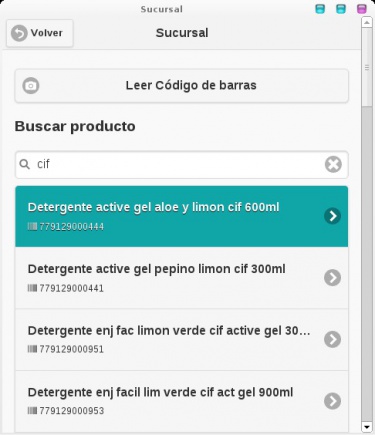 Sucursal
Volver
Sucursal
Leer Código de barras
Buscar producto
cif
Detergente active gel aloe y limon cif 600ml
779129000444
Detergente active gel pepino limon cif 300ml
779129000441
Detergente enj fac limon verde cif active gel 30...
779129000951
Detergente enj facil lim verde cif act gel 900ml
779129000953